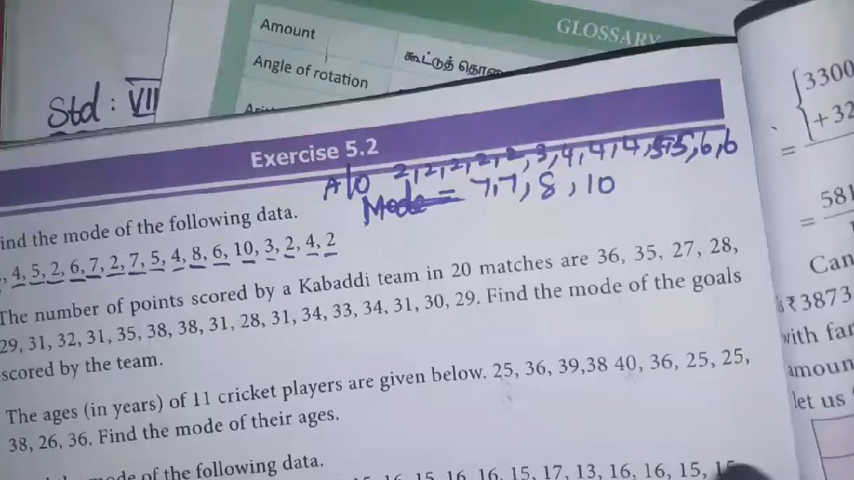 GLOSSARY
Amount
Angle of rotation
Std : VII
Exercise 5.2
A/O 2,2,2,2,2,3,4,4,4,5,5,6,6
Mode = 7,7,8,10
ind the mode of the following data.
, 4, 5, 2, 6, 7, 2, 7, 5, 4, 8, 6, 10, 3, 2, 4, 2
The number of points scored by a Kabaddi team in 20 matches are 36, 35, 27, 28,
29, 31, 32, 31, 35, 38, 38, 31, 28, 31, 34, 33, 34, 31, 30, 29. Find the mode of the goals
scored by the team.
The ages (in years) of 11 cricket players are given below. 25, 36, 39,38 40, 36, 25, 25,
38, 26, 36. Find the mode of their ages.
mode of the following data.
16, 15, 16, 16, 15, 17, 13, 16, 16, 15, 15
3300
+32
=
= 581
Can
₹3873
with far
amoun
let us